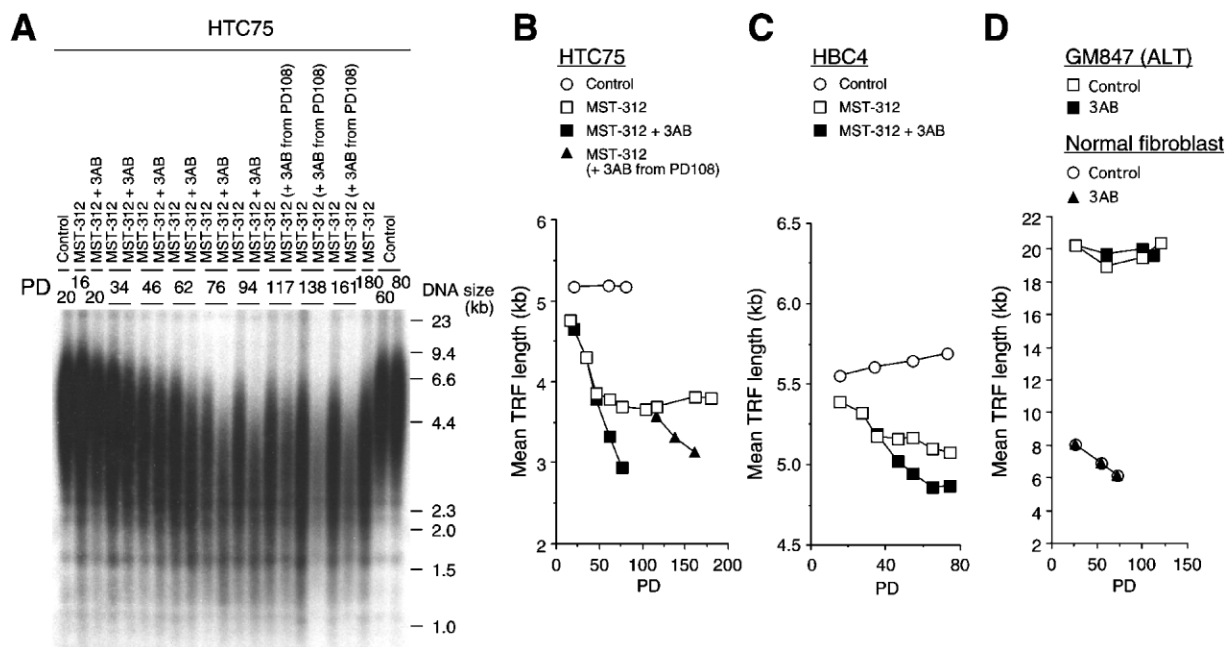 A
HTC75
Control
MST-312
MST-312 + 3AB
MST-312
MST-312 + 3AB
MST-312
MST-312 + 3AB
MST-312
MST-312 + 3AB
MST-312
MST-312 + 3AB
MST-312
MST-312 + 3AB
MST-312
MST-312 (+ 3AB from PD108)
MST-312
MST-312 (+ 3AB from PD108)
MST-312
MST-312 (+ 3AB from PD108)
MST-312
Control
PD
20 16 20 34 46 62 76 94 117 138 161 180 60 80
DNA size
(kb)
23
9.4
6.6
4.4
2.3
2.0
1.5
1.0
B
HTC75
Control
MST-312
MST-312 + 3AB
MST-312
(+ 3AB from PD108)
Mean TRF length (kb)
6
5
4
3
2
0 50 100 150 200
PD
C
HBC4
Control
MST-312
MST-312 + 3AB
Mean TRF length (kb)
6.5
6.0
5.5
5.0
4.5
0 40 80
PD
D
GM847 (ALT)
Control
3AB
Normal fibroblast
Control
3AB
Mean TRF length (kb)
22
20
18
16
14
12
10
8
6
4
2
0
0 50 100 150
PD